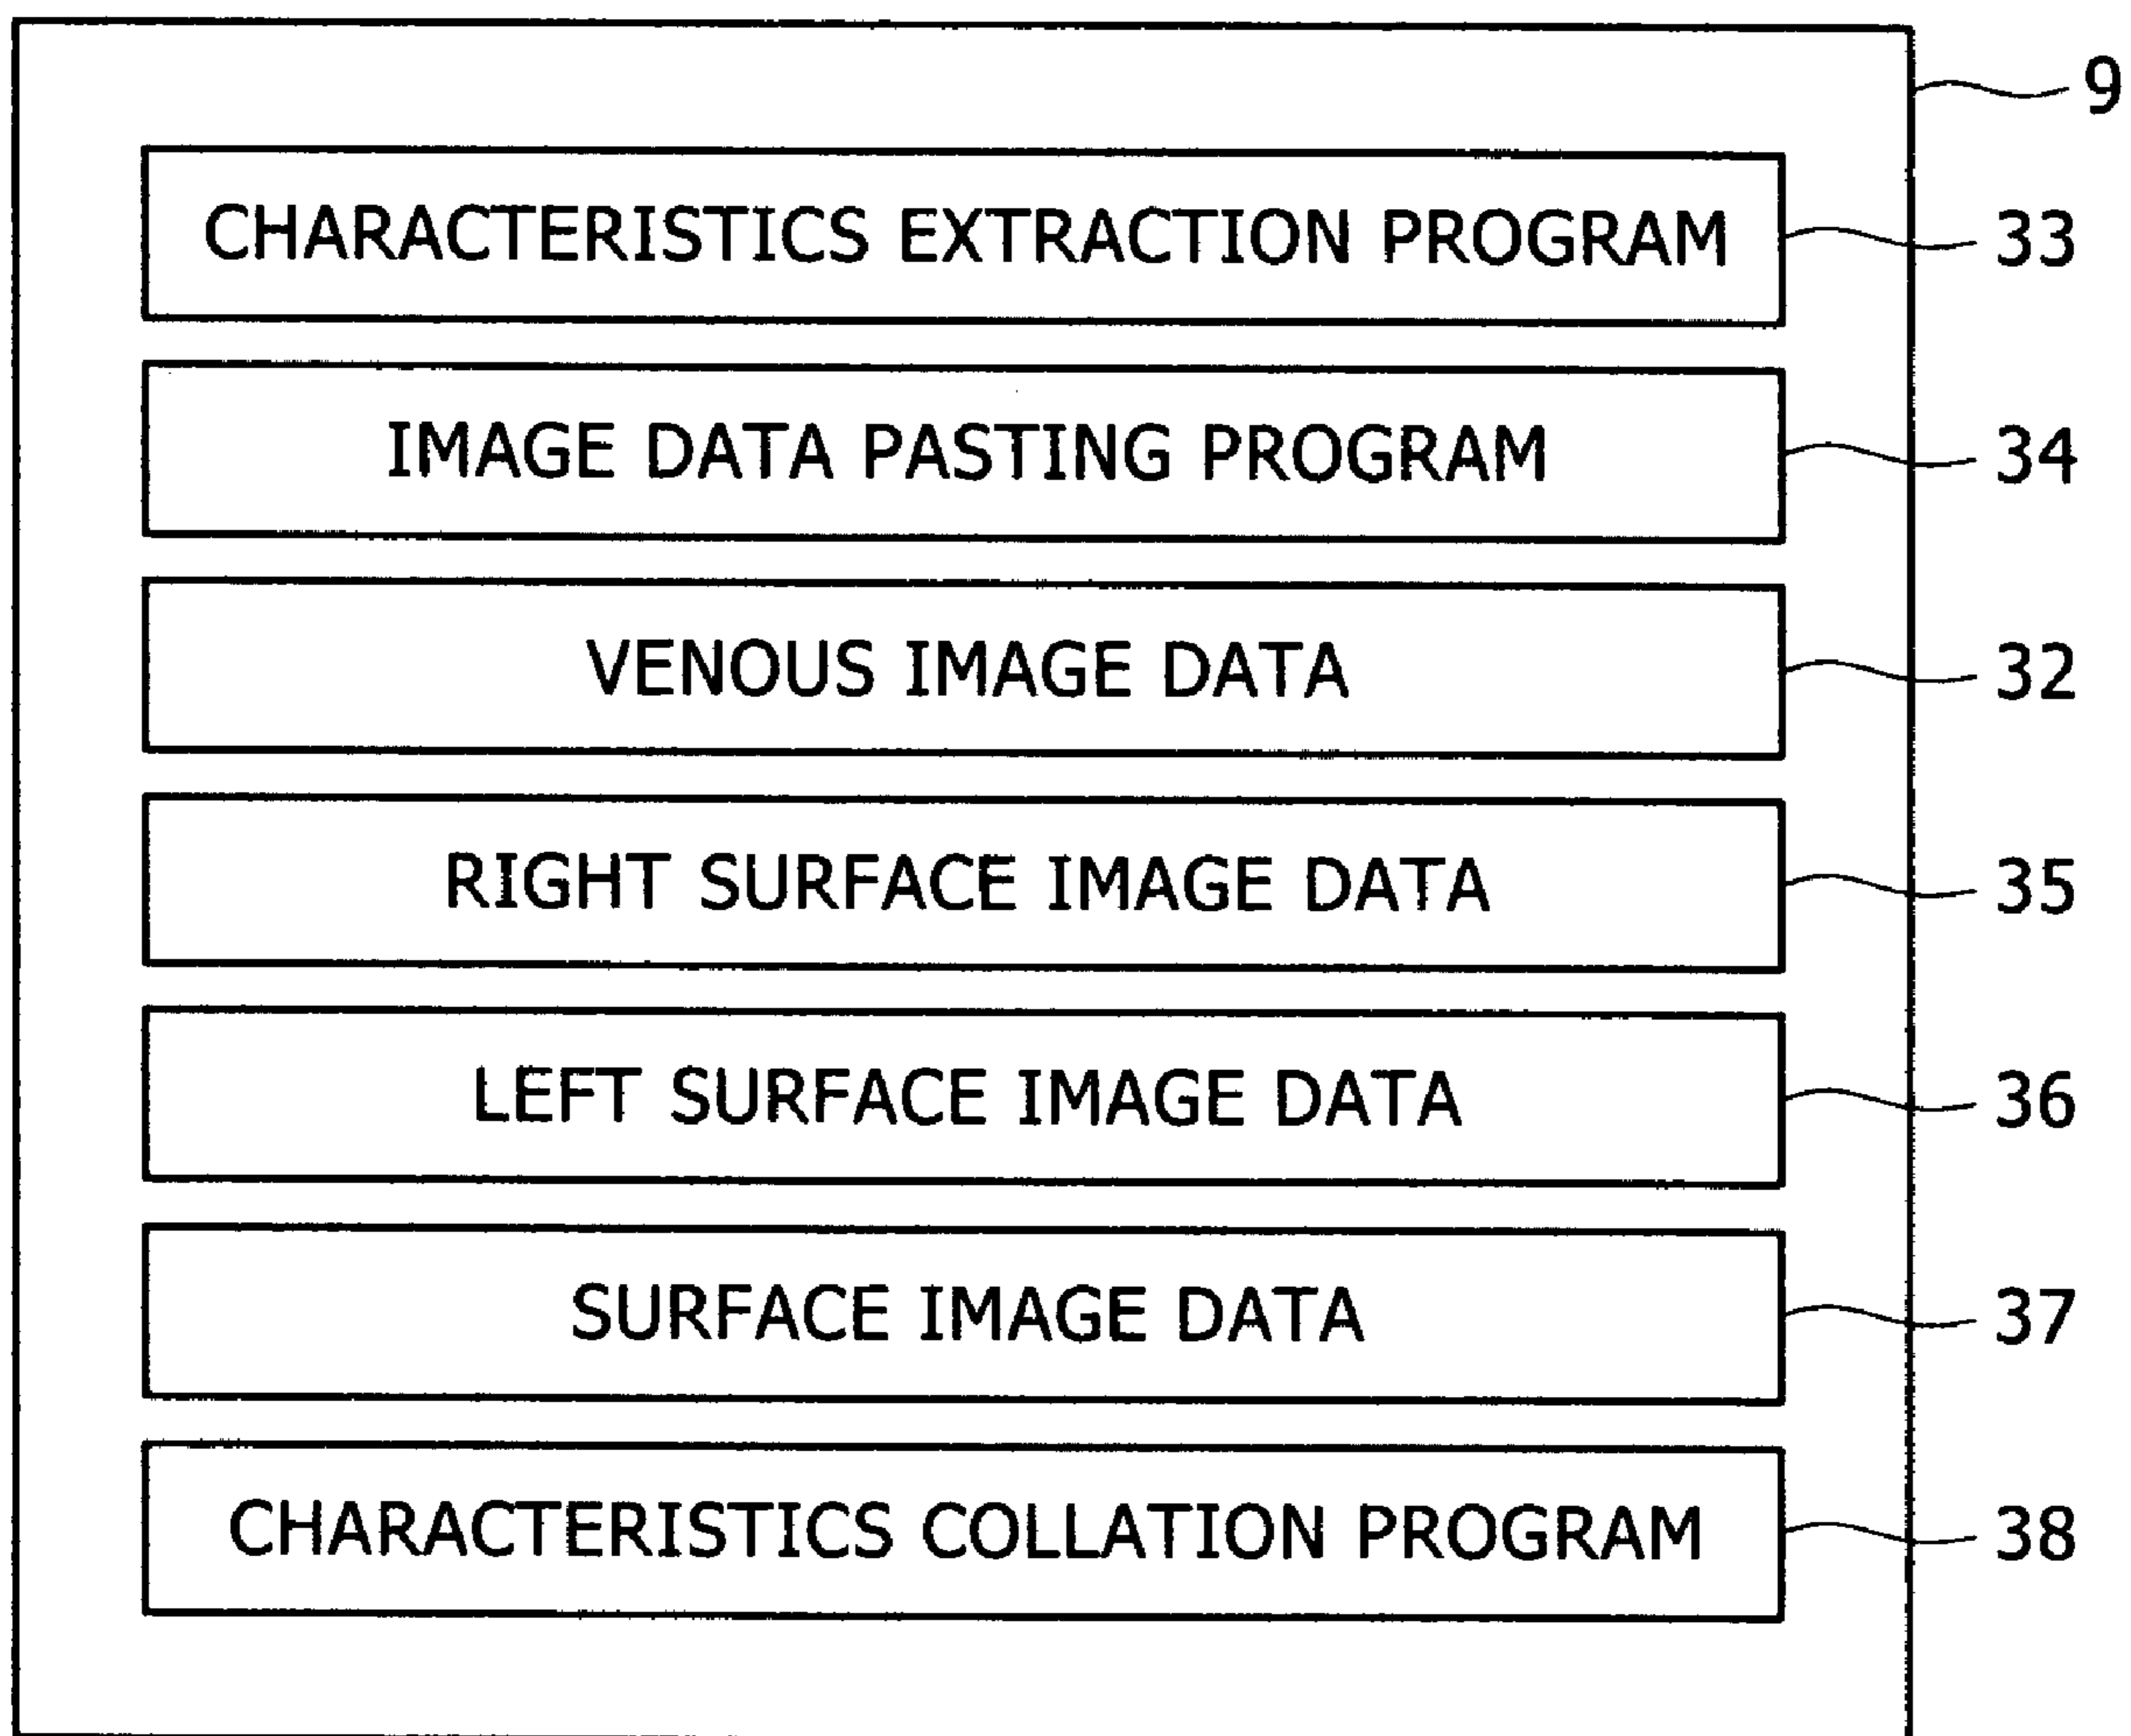 9
CHARACTERISTICS EXTRACTION PROGRAM 33
IMAGE DATA PASTING PROGRAM 34
VENOUS IMAGE DATA 32
RIGHT SURFACE IMAGE DATA 35
LEFT SURFACE IMAGE DATA 36
SURFACE IMAGE DATA 37
CHARACTERISTICS COLLATION PROGRAM 38